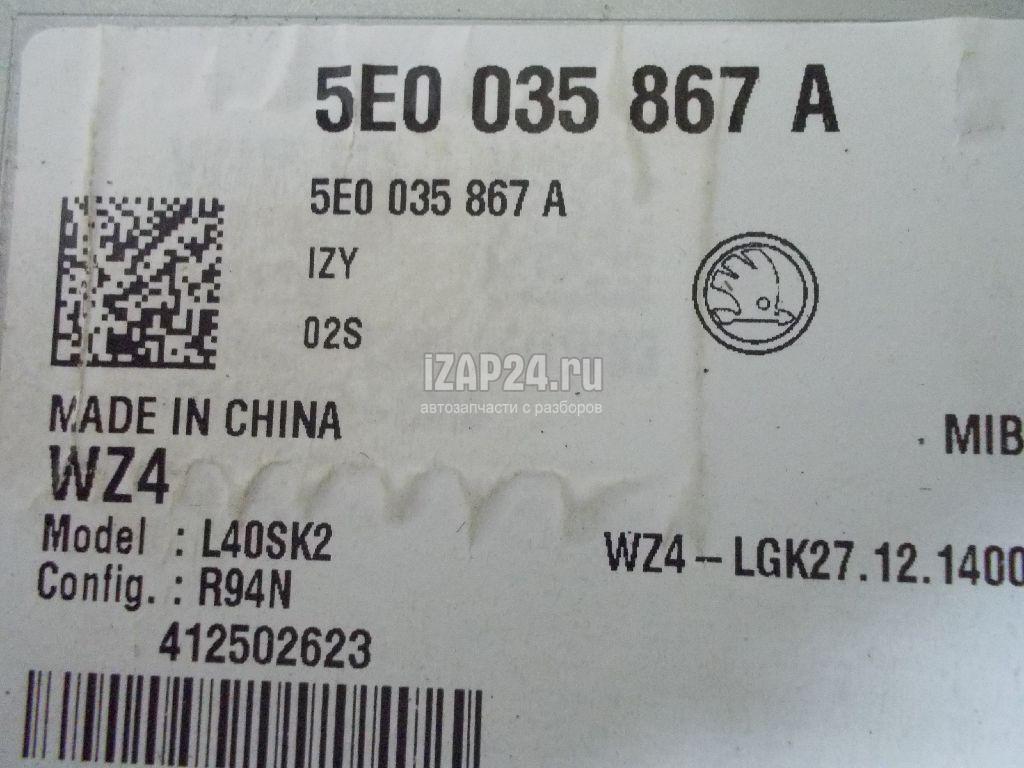 5E0 035 867 A
5E0 035 867 A
IZY
02S
iZAP24.ru
автозапчасти с разборов
MADE IN CHINA
MIB
WZ4
Model : L40SK2
WZ4-LGK27.12.1400
Config. : R94N
412502623